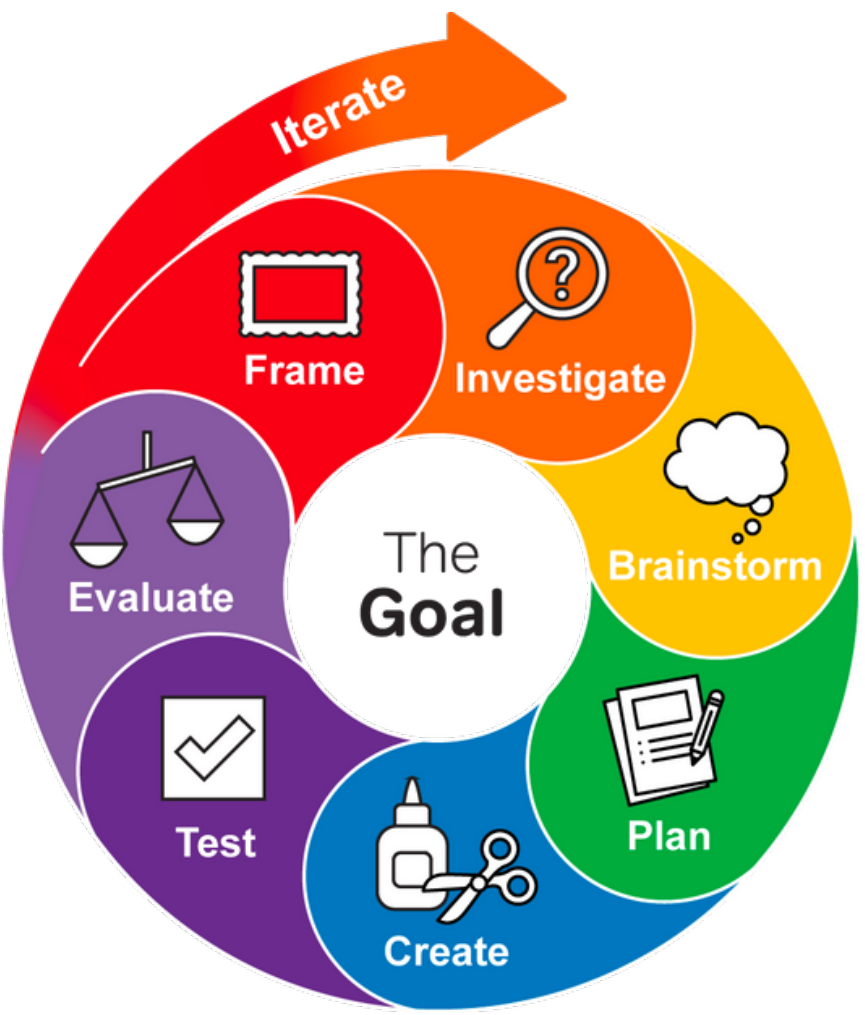 Iterate
Frame
Investigate
?
Brainstorm
Plan
Create
Test
Evaluate
The
Goal